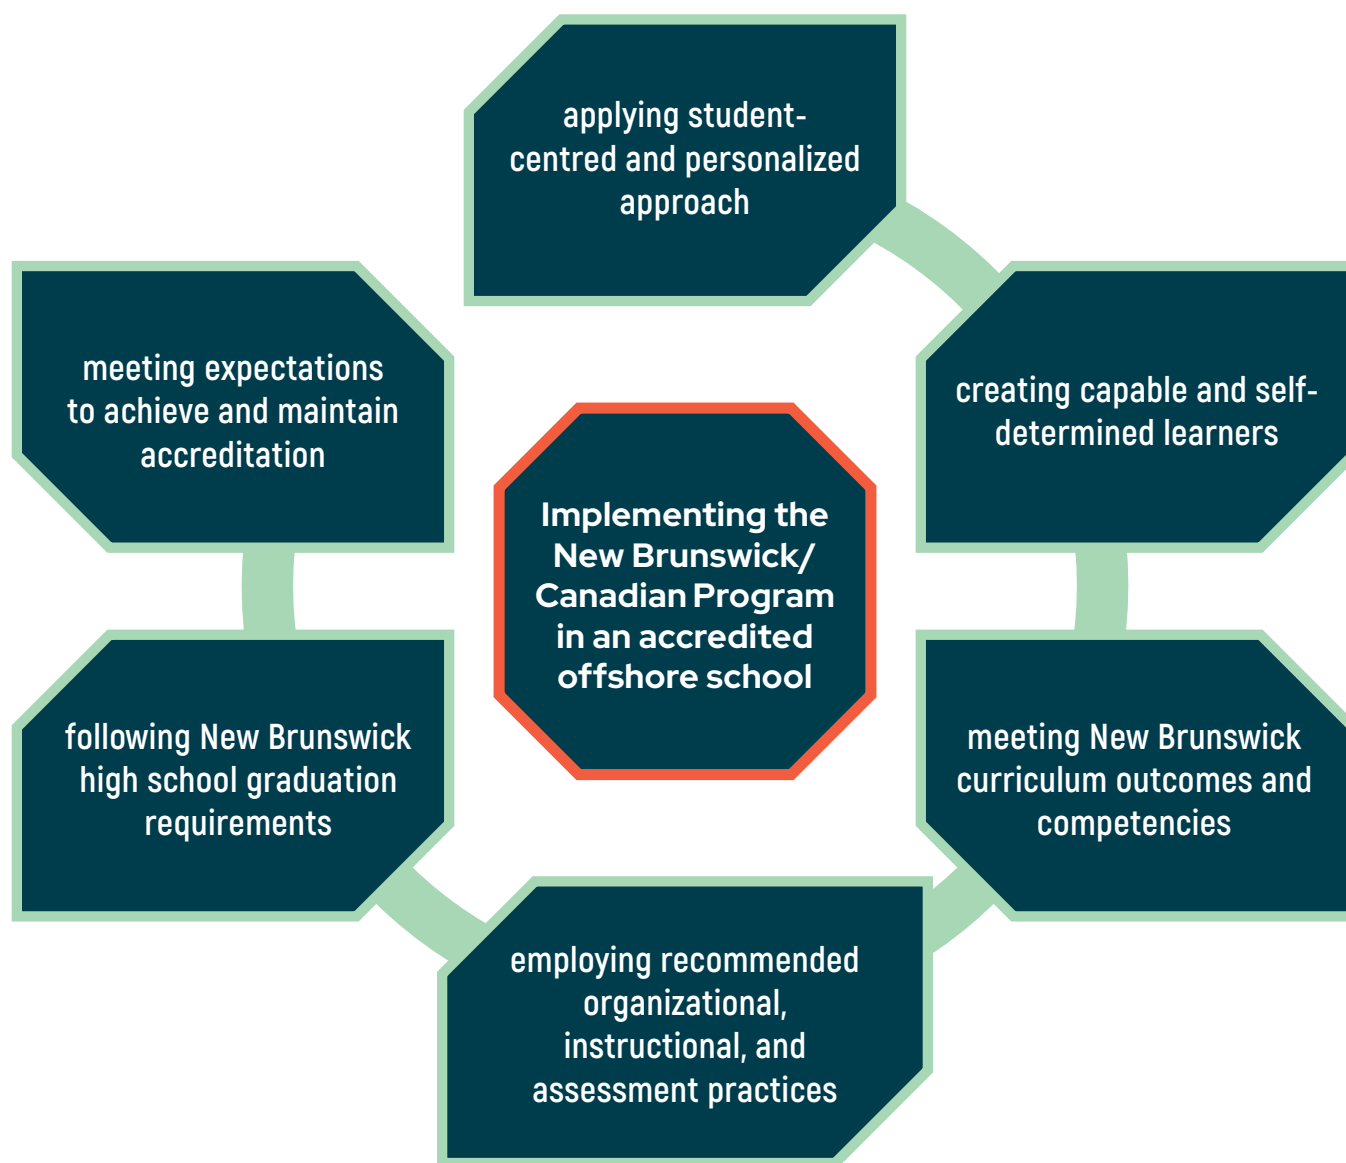 applying student-
centred and personalized
approach
creating capable and self-
determined learners
meeting New Brunswick
curriculum outcomes and
competencies
employing recommended
organizational,
instructional, and
assessment practices
following New Brunswick
high school graduation
requirements
meeting expectations
to achieve and maintain
accreditation
Implementing the
New Brunswick/
Canadian Program
in an accredited
offshore school